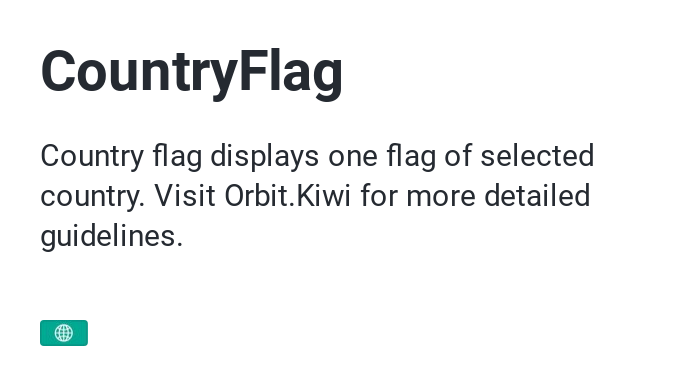 CountryFlag
Country flag displays one flag of selected
country. Visit Orbit.Kiwi for more detailed
guidelines.